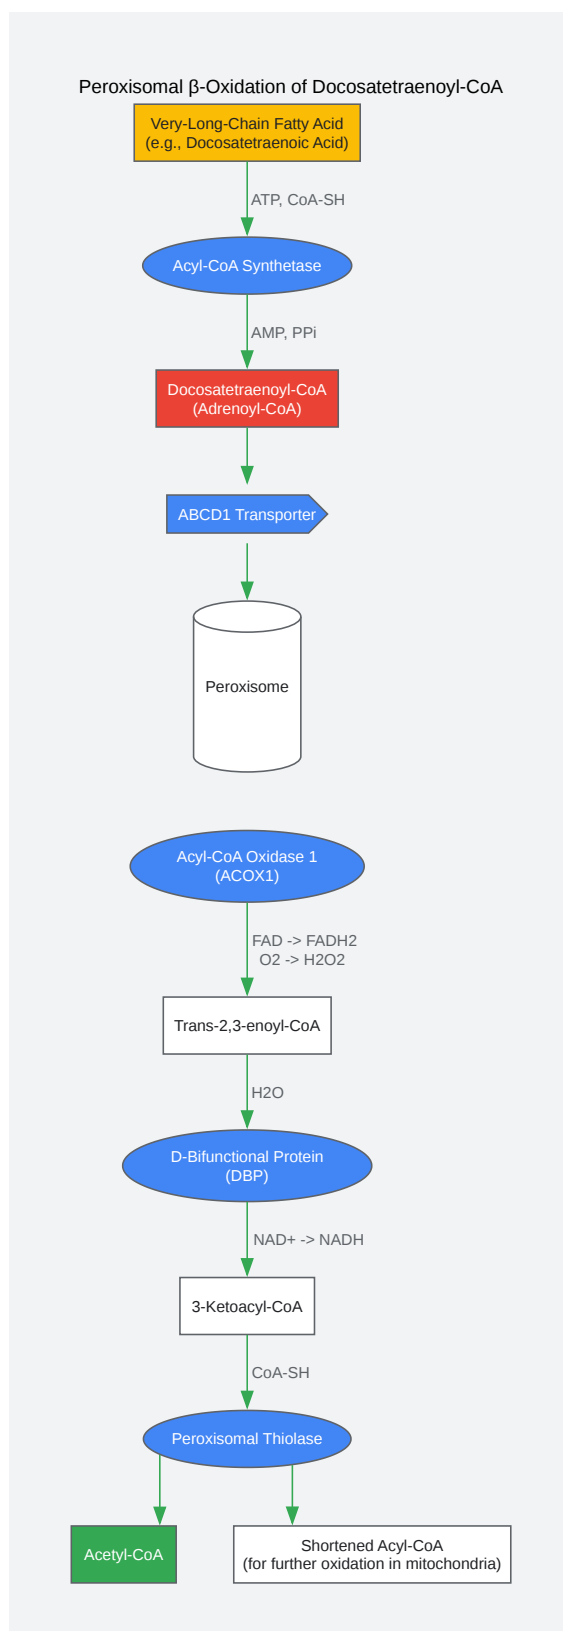 Peroxisomal β-Oxidation of Docosatetraenoyl-CoA
Very-Long-Chain Fatty Acid
(e.g., Docosatetraenoic Acid)
ATP, CoA-SH
Acyl-CoA Synthetase
AMP, PPi
Docosatetraenoyl-CoA
(Adrenoyl-CoA)
ABCD1 Transporter
Peroxisome
Acyl-CoA Oxidase 1
(ACOX1)
FAD -> FADH2
O2 -> H2O2
Trans-2,3-enoyl-CoA
H2O
D-Bifunctional Protein
(DBP)
NAD+ -> NADH
3-Ketoacyl-CoA
CoA-SH
Peroxisomal Thiolase
Acetyl-CoA
Shortened Acyl-CoA
(for further oxidation in mitochondria)